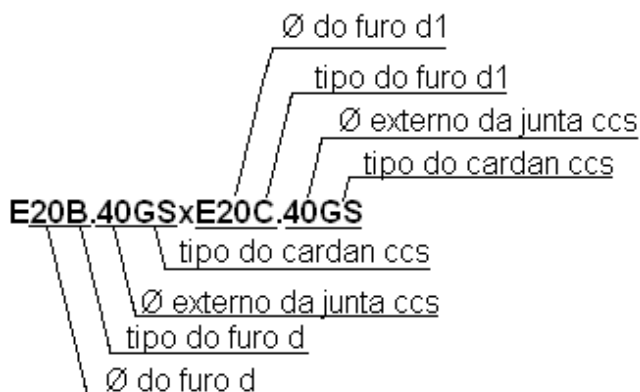 Ø do furo d1
tipo do furo d1
Ø externo da junta ccs
tipo do cardan ccs
E20B.40GSxE20C.40GS
tipo do cardan ccs
Ø externo da junta ccs
tipo do furo d
Ø do furo d